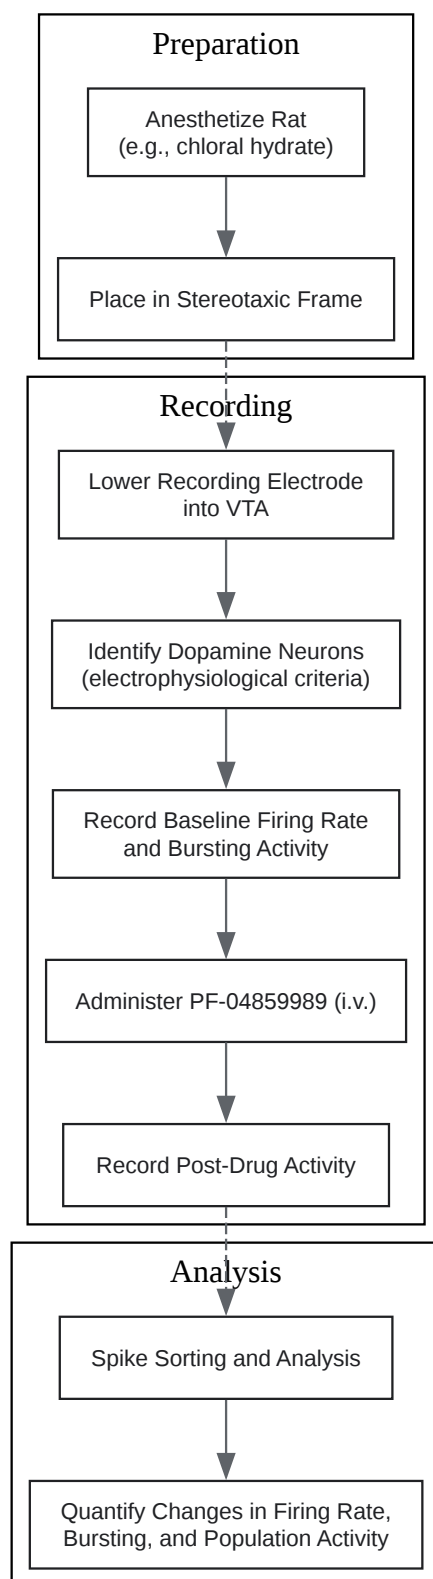 Preparation
Anesthetize Rat
(e.g., chloral hydrate)
Place in Stereotaxic Frame
Recording
Lower Recording Electrode
into VTA
Identify Dopamine Neurons
(electrophysiological criteria)
Record Baseline Firing Rate
and Bursting Activity
Administer PF-04859989 (i.v.)
Record Post-Drug Activity
Analysis
Spike Sorting and Analysis
Quantify Changes in Firing Rate,
Bursting, and Population Activity